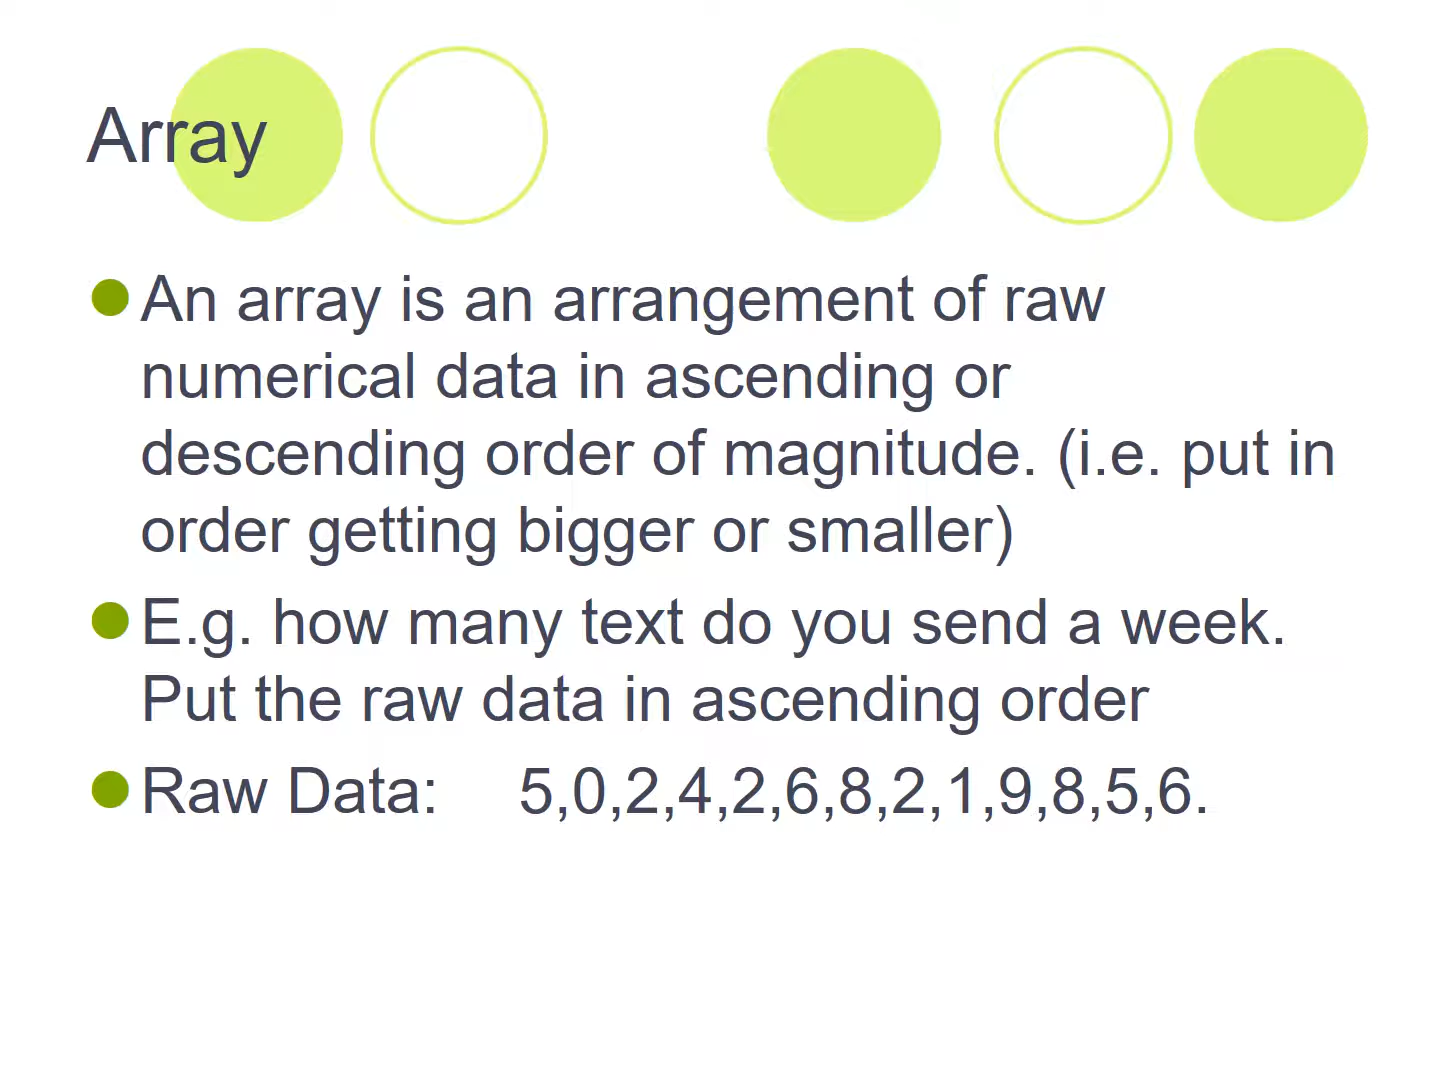 Array
An array is an arrangement of raw
numerical data in ascending or
descending order of magnitude. (i.e. put in
order getting bigger or smaller)
E.g. how many text do you send a week.
Put the raw data in ascending order
Raw Data: 5,0,2,4,2,6,8,2,1,9,8,5,6.